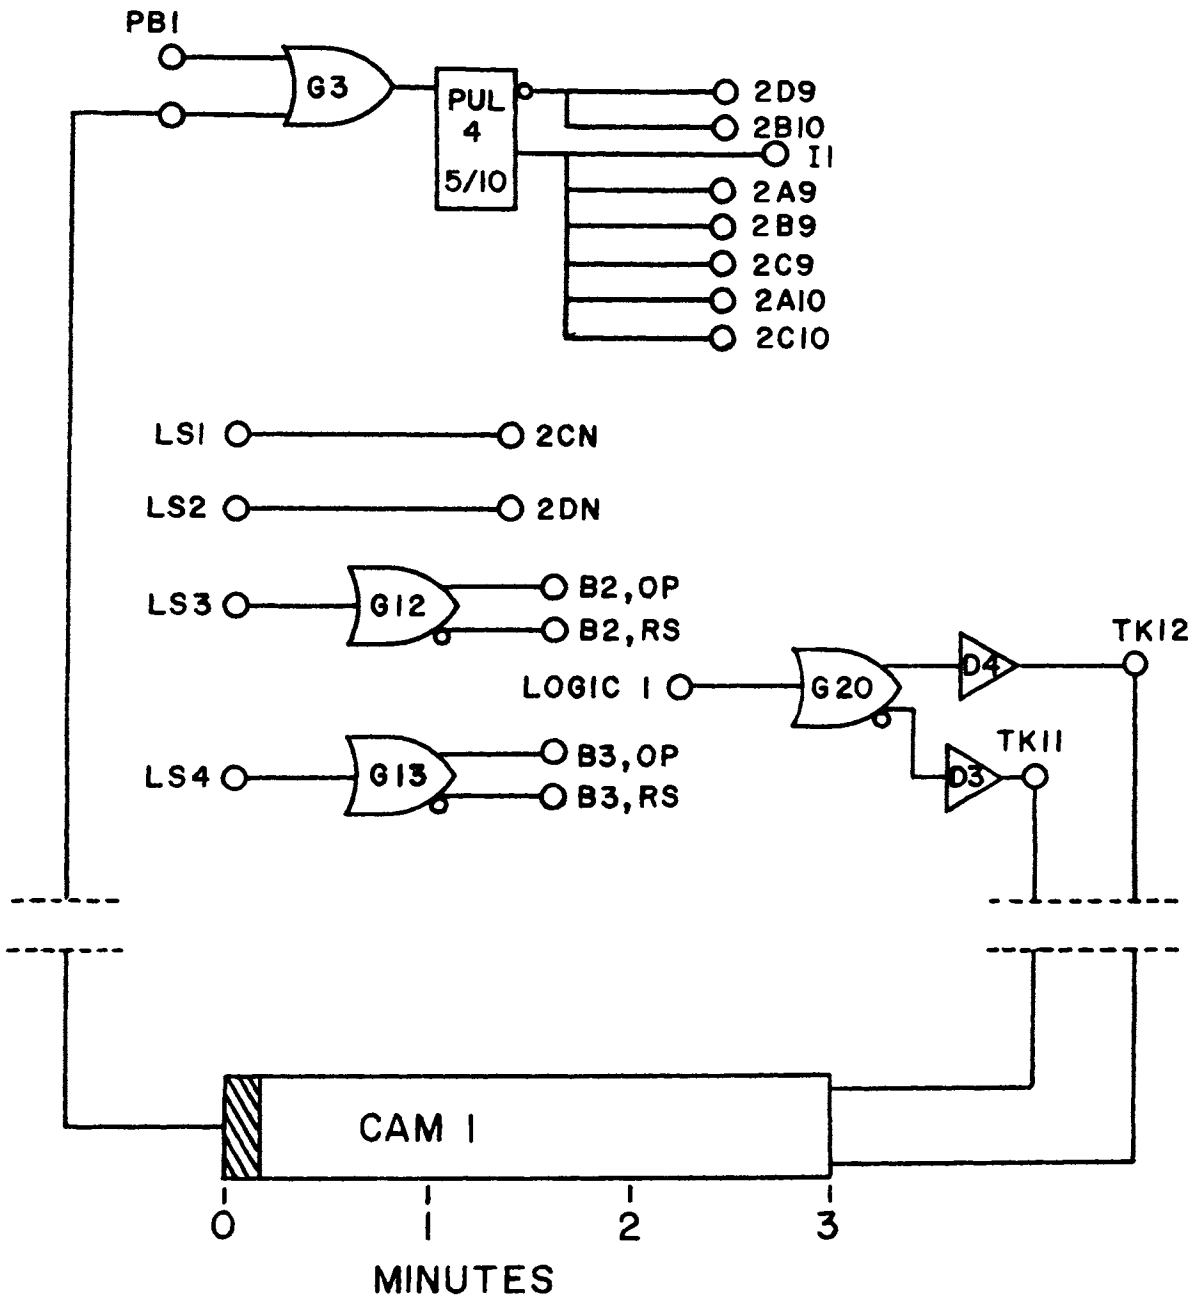 PB1
G3
PUL
4
5/10
2D9
2B10
I1
2A9
2B9
2C9
2A10
2C10
LS1
2CN
LS2
2DN
LS3
G12
B2,OP
B2,RS
LOGIC 1
G20
D4
TK12
LS4
G13
B3,OP
B3,RS
D3
TK11
CAM 1
0
1
2
3
MINUTES